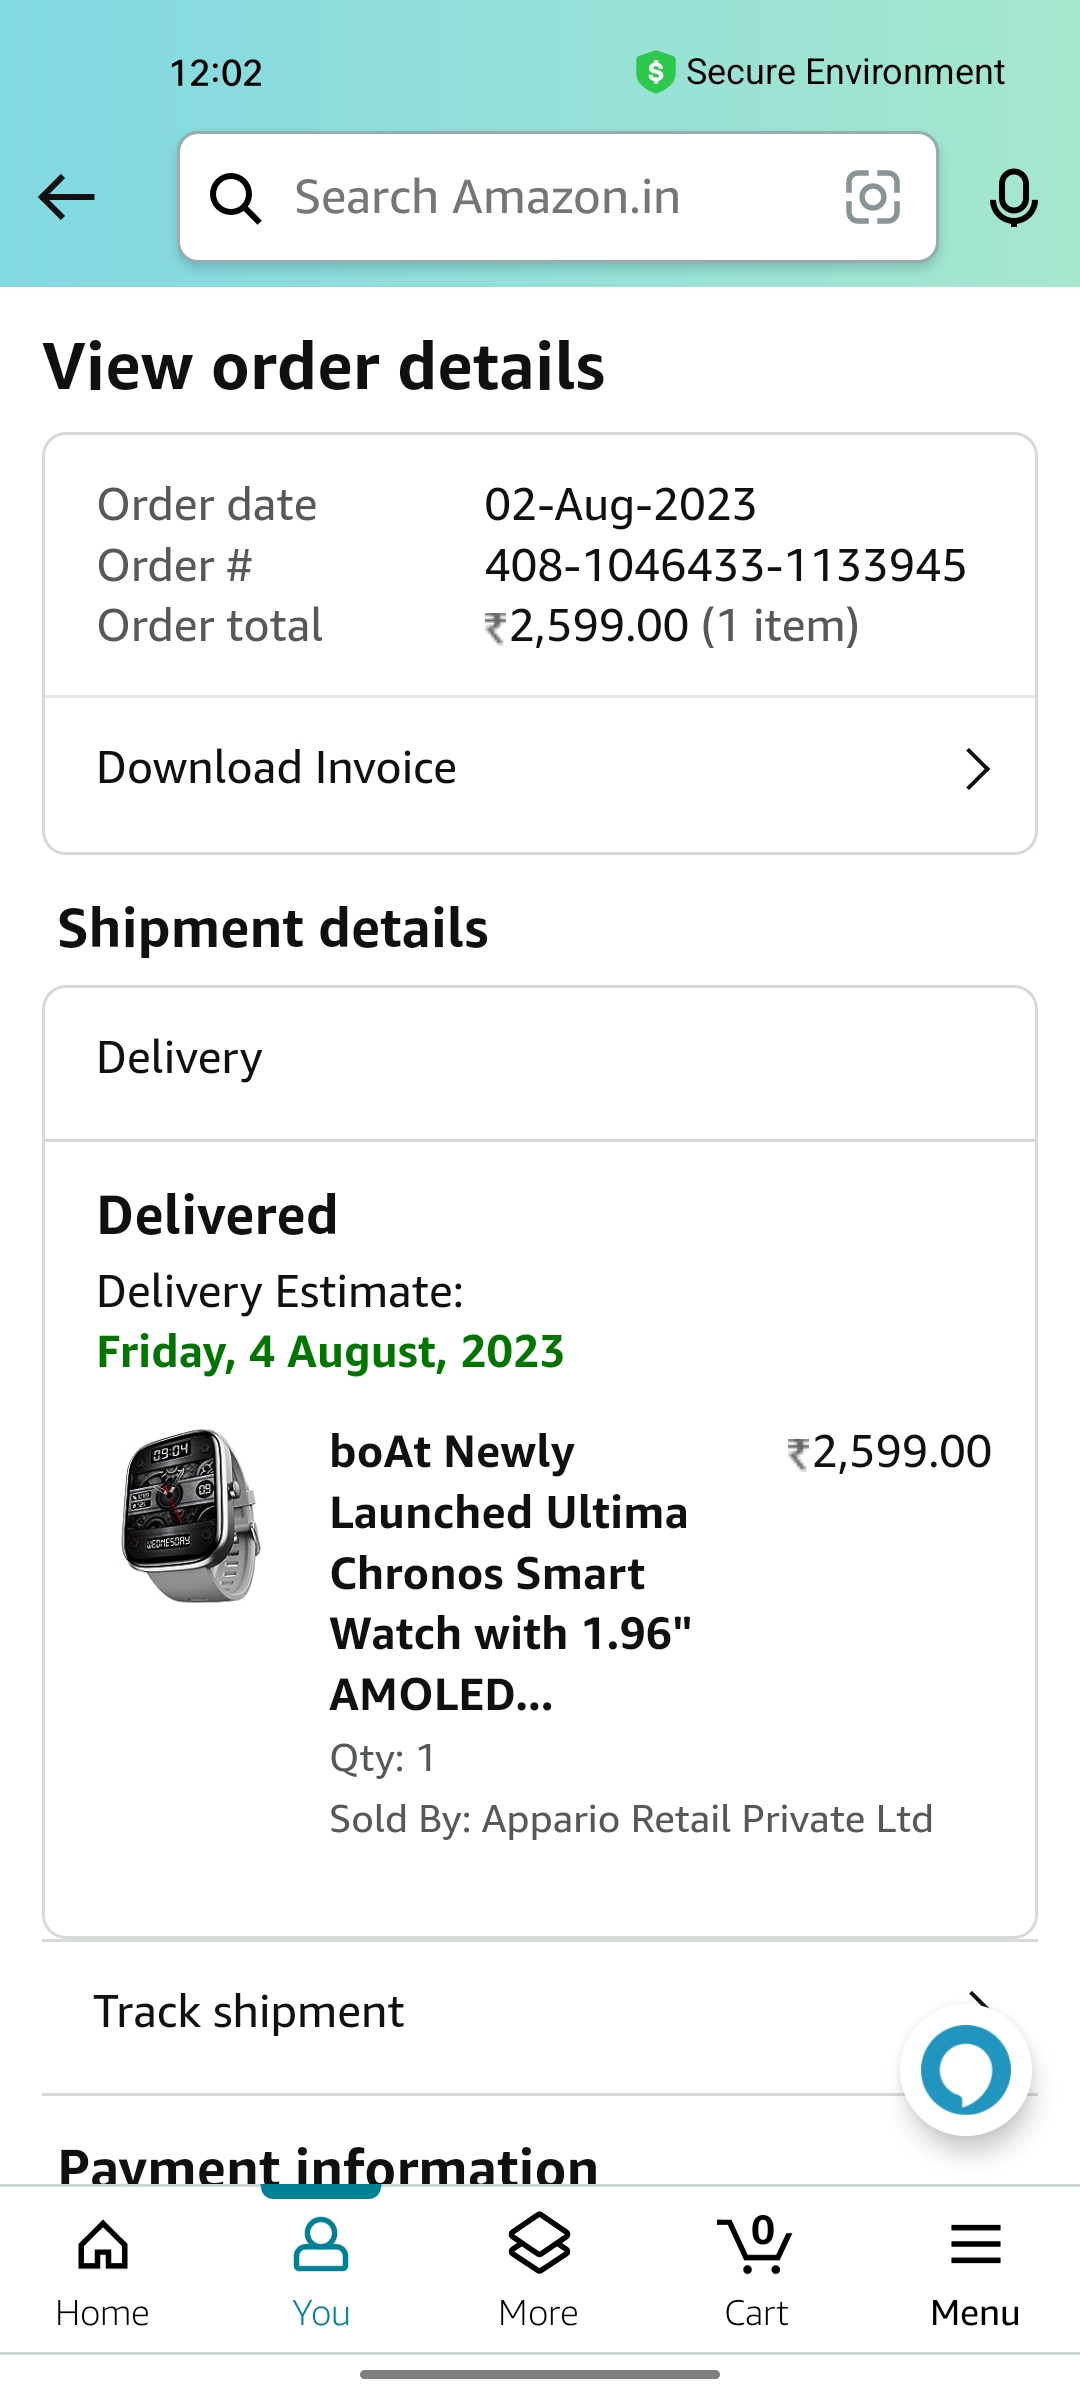 12:02
Secure Environment
Search Amazon.in
View order details
Order date 02-Aug-2023
Order # 408-1046433-1133945
Order total ₹2,599.00 (1 item)
Download Invoice
Shipment details
Delivery
Delivered
Delivery Estimate:
Friday, 4 August, 2023
09:04
09
WEDNESDAY
boAt Newly ₹2,599.00
Launched Ultima
Chronos Smart
Watch with 1.96"
AMOLED...
Qty: 1
Sold By: Appario Retail Private Ltd
Track shipment
Payment information
0
Home You More Cart Menu